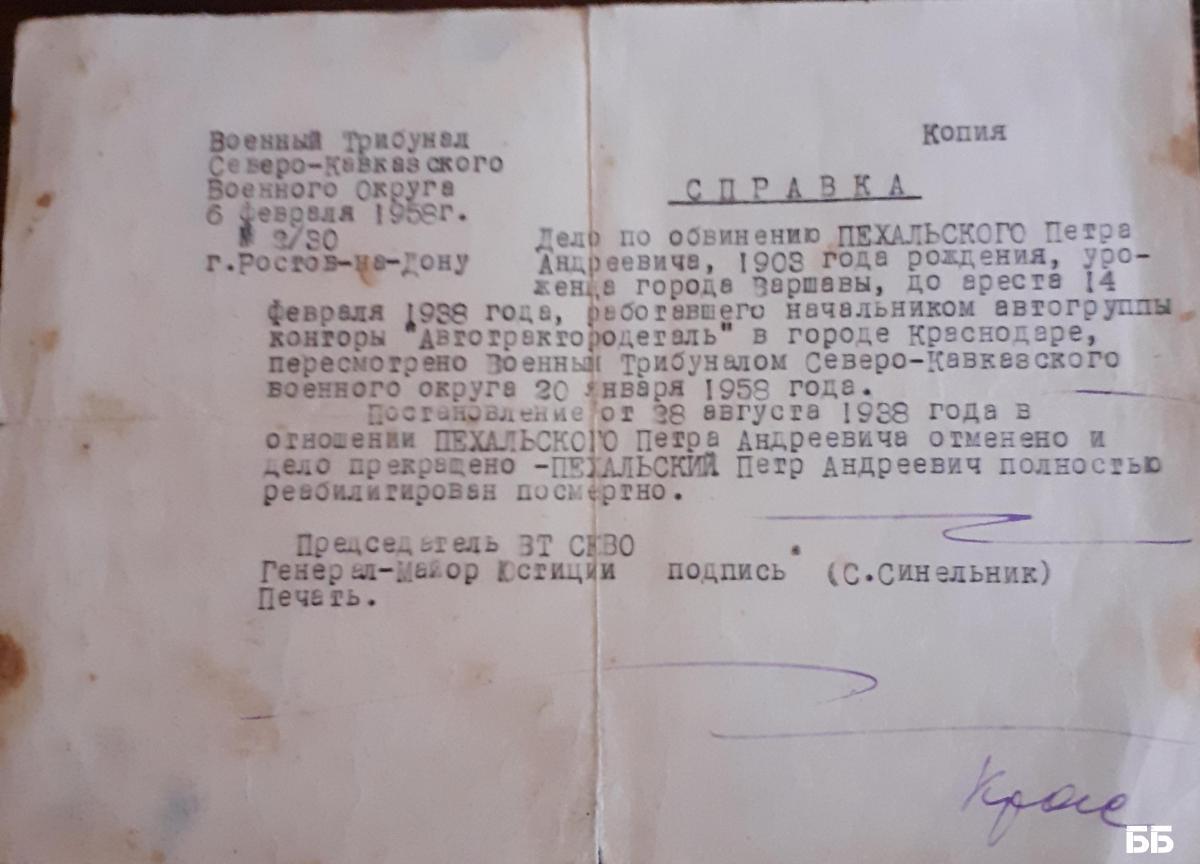 Военный Трибунал
Северо-Кавказского
Военного Округа
6 февраля 1958г.
№ 2/30
г.Ростов-на-Дону
Копия
СПРАВКА
Дело по обвинению ПЕХАЛЬСКОГО Петра
Андреевича, 1903 года рождения, уро-
женца города Варшавы, до ареста 14
февраля 1938 года, работавшего начальником автогруппы
конторы "Автотрактородеталь" в городе Краснодаре,
пересмотрено Военным Трибуналом Северо-Кавказского
военного округа 20 января 1958 года.
Постановление от 28 августа 1938 года в
отношении ПЕХАЛЬСКОГО Петра Андреевича отменено и
дело прекращено -ПЕХАЛЬСКИЙ Петр Андреевич полностью
реабилитирован посмертно.
Председатель ВТ СКВО
Генерал-Майор Юстиции подпись (С.Синельник)
Печать.
ББ